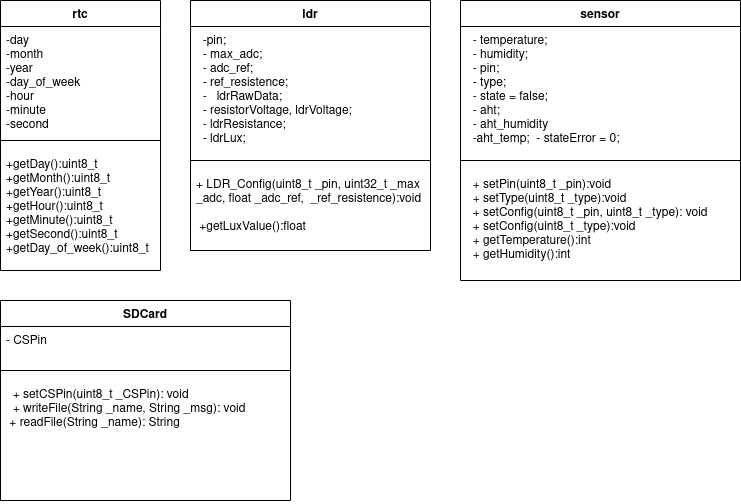 rtc
-day
-month
-year
-day_of_week
-hour
-minute
-second
+getDay():uint8_t
+getMonth():uint8_t
+getYear():uint8_t
+getHour():uint8_t
+getMinute():uint8_t
+getSecond():uint8_t
+getDay_of_week():uint8_t
ldr
-pin;
- max_adc;
- adc_ref;
- ref_resistence;
- ldrRawData;
- resistorVoltage, ldrVoltage;
- ldrResistance;
- ldrLux;
+ LDR_Config(uint8_t _pin, uint32_t _max
_adc, float _adc_ref, _ref_resistence):void
+getLuxValue():float
sensor
- temperature;
- humidity;
- pin;
- type;
- state = false;
- aht;
- aht_humidity
-aht_temp; - stateError = 0;
+ setPin(uint8_t _pin):void
+ setType(uint8_t _type):void
+ setConfig(uint8_t _pin, uint8_t _type): void
+ setConfig(uint8_t _type):void
+ getTemperature():int
+ getHumidity():int
SDCard
- CSPin
+ setCSPin(uint8_t _CSPin): void
+ writeFile(String _name, String _msg): void
+ readFile(String _name): String